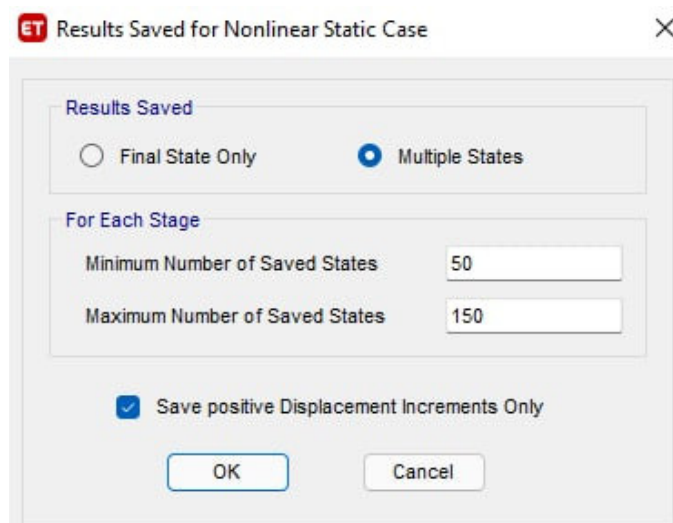 ET Results Saved for Nonlinear Static Case
Results Saved
Final State Only Multiple States
For Each Stage
Minimum Number of Saved States 50
Maximum Number of Saved States 150
Save positive Displacement Increments Only
OK Cancel